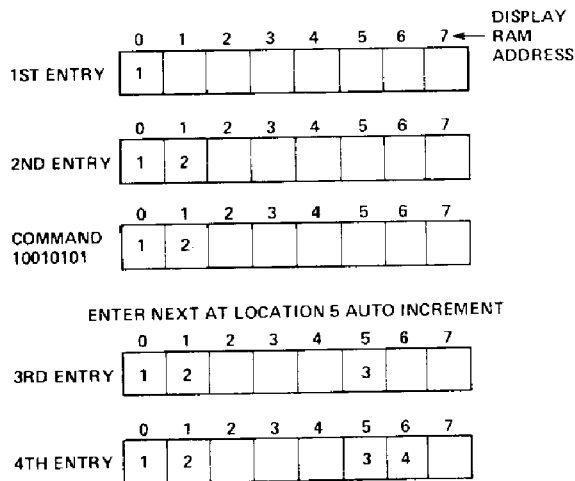 DISPLAY
0 1 2 3 4 5 6 7 ← RAM
ADDRESS
1ST ENTRY 1
0 1 2 3 4 5 6 7
2ND ENTRY 1 2
0 1 2 3 4 5 6 7
COMMAND 1 2
10010101
ENTER NEXT AT LOCATION 5 AUTO INCREMENT
0 1 2 3 4 5 6 7
3RD ENTRY 1 2 3
0 1 2 3 4 5 6 7
4TH ENTRY 1 2 3 4